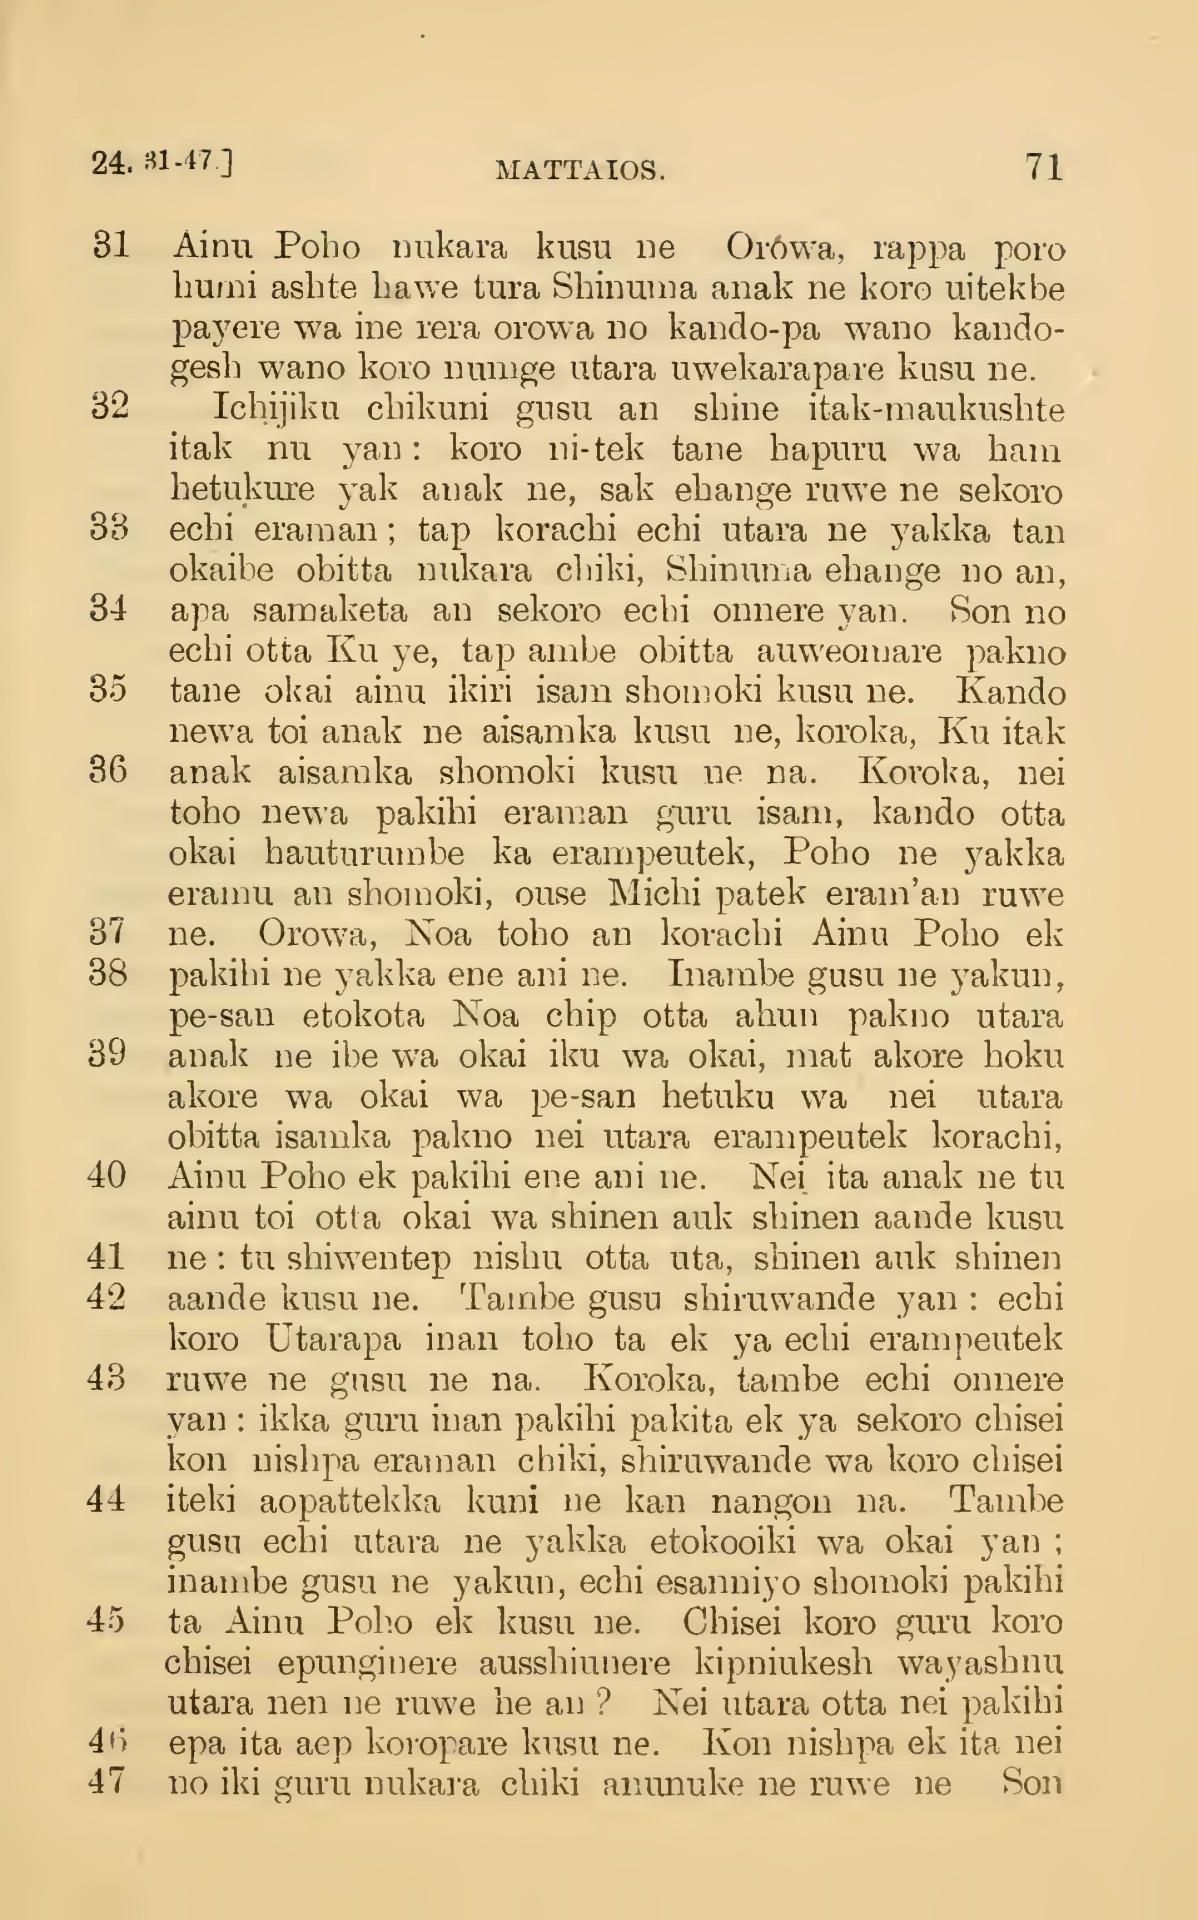 24. 31-47.] MATTAIOS. 71
31 Ainu Poho nukara kusu ne Orówa, rappa poro
humi ashte hawe tura Shinuma anak ne koro uitekbe
payere wa ine rera orowa no kando-pa wano kando-
gesh wano koro numge utara uwekarapare kusu ne.
32 Ichijiku chikuni gusu an shine itak-maukushte
itak nu yan : koro ni-tek tane hapuru wa ham
hetukure yak anak ne, sak ehange ruwe ne sekoro
33 echi eraman ; tap korachi echi utara ne yakka tan
okaibe obitta nukara chiki, Shinuma ehange no an,
34 apa samaketa an sekoro echi onnere yan. Son no
echi otta Ku ye, tap ambe obitta auweomare pakno
35 tane okai ainu ikiri isam shomoki kusu ne. Kando
newa toi anak ne aisamka kusu ne, koroka, Ku itak
36 anak aisamka shomoki kusu ne na. Koroka, nei
toho newa pakihi eraman guru isam, kando otta
okai hauturumbe ka erampeutek, Poho ne yakka
eramu an shomoki, ouse Michi patek eram'an ruwe
37 ne. Orowa, Noa toho an korachi Ainu Poho ek
38 pakihi ne yakka ene ani ne. Inambe gusu ne yakun,
pe-san etokota Noa chip otta ahun pakno utara
39 anak ne ibe wa okai iku wa okai, mat akore hoku
akore wa okai wa pe-san hetuku wa nei utara
obitta isamka pakno nei utara erampeutek korachi,
40 Ainu Poho ek pakihi ene ani ne. Nei ita anak ne tu
ainu toi otta okai wa shinen auk shinen aande kusu
41 ne : tu shiwentep nishu otta uta, shinen auk shinen
42 aande kusu ne. Tambe gusu shiruwande yan : echi
koro Utarapa inan toho ta ek ya echi erampeutek
43 ruwe ne gusu ne na. Koroka, tambe echi onnere
yan : ikka guru inan pakihi pakita ek ya sekoro chisei
kon nishpa eraman chiki, shiruwande wa koro chisei
44 iteki aopattekka kuni ne kan nangon na. Tambe
gusu echi utara ne yakka etokooiki wa okai yan ;
inambe gusu ne yakun, echi esanniyo shomoki pakihi
45 ta Ainu Poho ek kusu ne. Chisei koro guru koro
chisei epunginere ausshiunere kipniukesh wayashnu
utara nen ne ruwe he an ? Nei utara otta nei pakihi
46 epa ita aep koropare kusu ne. Kon nishpa ek ita nei
47 no iki guru nukara chiki anunuke ne ruwe ne Son